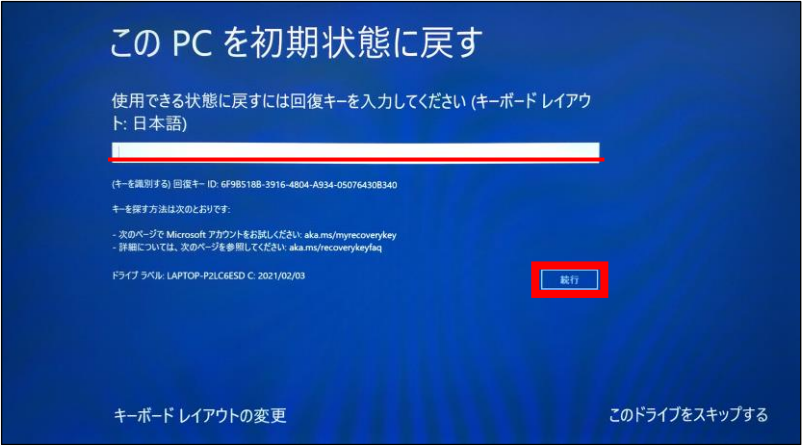 この PC を初期状態に戻す
使用できる状態に戻すには回復キーを入力してください (キーボード レイアウ
ト: 日本語)
(キーを識別する) 回復キー ID: 6F9B518B-3916-4804-A934-05076430B340
キーを探す方法は次のとおりです:
- 次のページで Microsoft アカウントをお試しください: aka.ms/myrecoverykey
- 詳細については、次のページを参照してください: aka.ms/recoverykeyfaq
ドライブ ラベル: LAPTOP-P2LC6ESD C: 2021/02/03
続行
キーボード レイアウトの変更
このドライブをスキップする